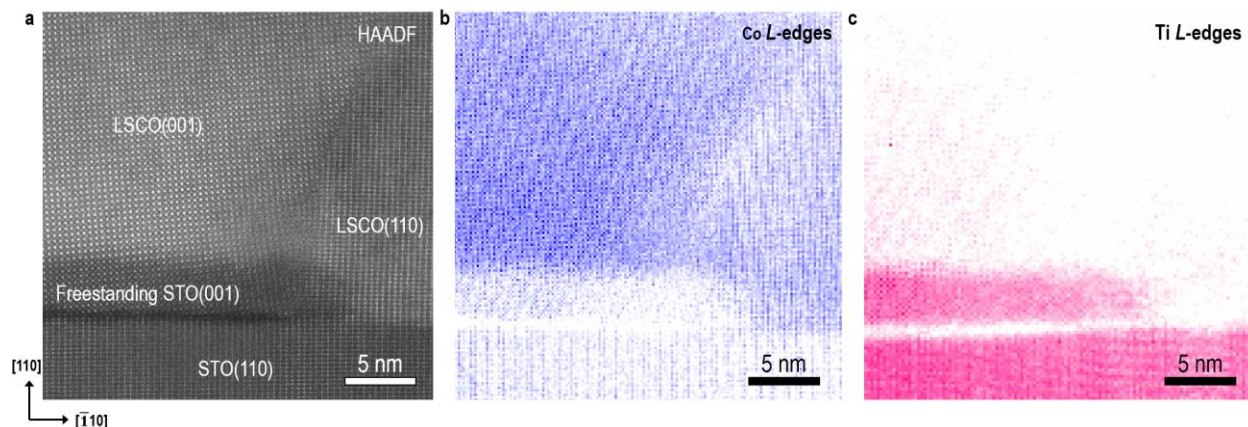 a
HAADF
LSCO(001)
LSCO(110)
Freestanding STO(001)
STO(110)
5 nm
[110]
[1̅10]
b
Co L-edges
5 nm
c
Ti L-edges
5 nm